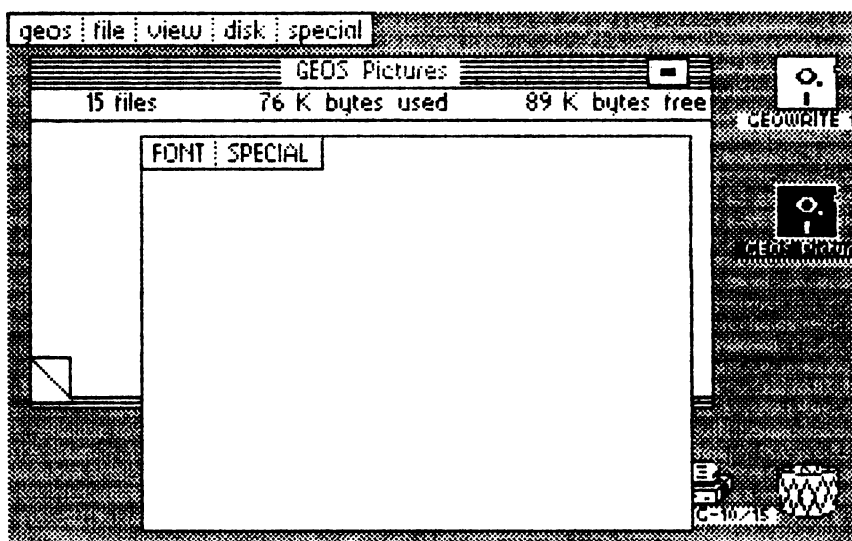 geos file view disk special
GEOS Pictures
15 files 76 K bytes used 89 K bytes free
GEOWRITE
FONT SPECIAL